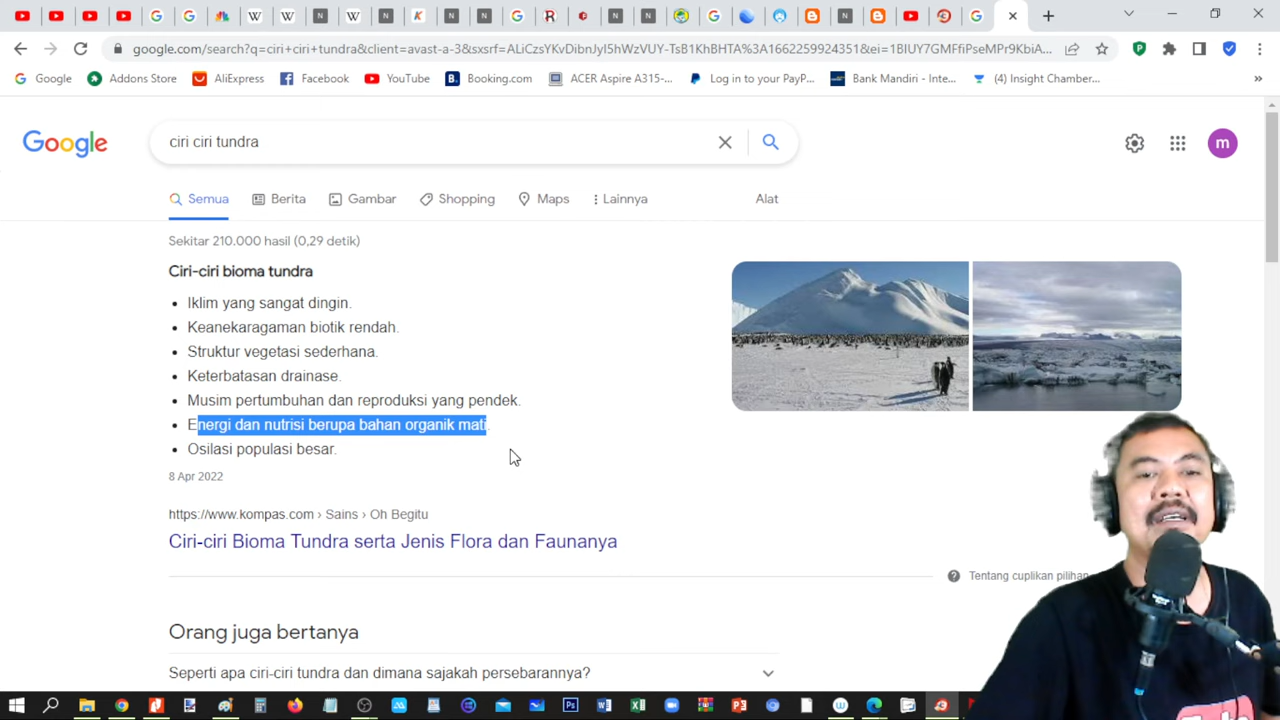 google.com/search?q=ciri+ciri+tundra&client=avast-a-3&sxsrf=ALiCzsYKvDibnJyI5hWzVUY-TsB1KhBHTA%3A1662259924351&ei=1BIUY7GMFfiPseMPr9KbiA...
Google Addons Store AliExpress Facebook YouTube Booking.com ACER Aspire A315-... Log in to your PayP... Bank Mandiri - Inte... (4) Insight Chamber... »
Google
ciri ciri tundra
m
Semua Berita Gambar Shopping Maps Lainnya Alat
Sekitar 210.000 hasil (0,29 detik)
Ciri-ciri bioma tundra
• Iklim yang sangat dingin.
• Keanekaragaman biotik rendah.
• Struktur vegetasi sederhana.
• Keterbatasan drainase.
• Musim pertumbuhan dan reproduksi yang pendek.
• Energi dan nutrisi berupa bahan organik mati.
• Osilasi populasi besar.
8 Apr 2022
https://www.kompas.com › Sains › Oh Begitu
Ciri-ciri Bioma Tundra serta Jenis Flora dan Faunanya
Tentang cuplikan pilihan
Orang juga bertanya
Seperti apa ciri-ciri tundra dan dimana sajakah persebarannya?